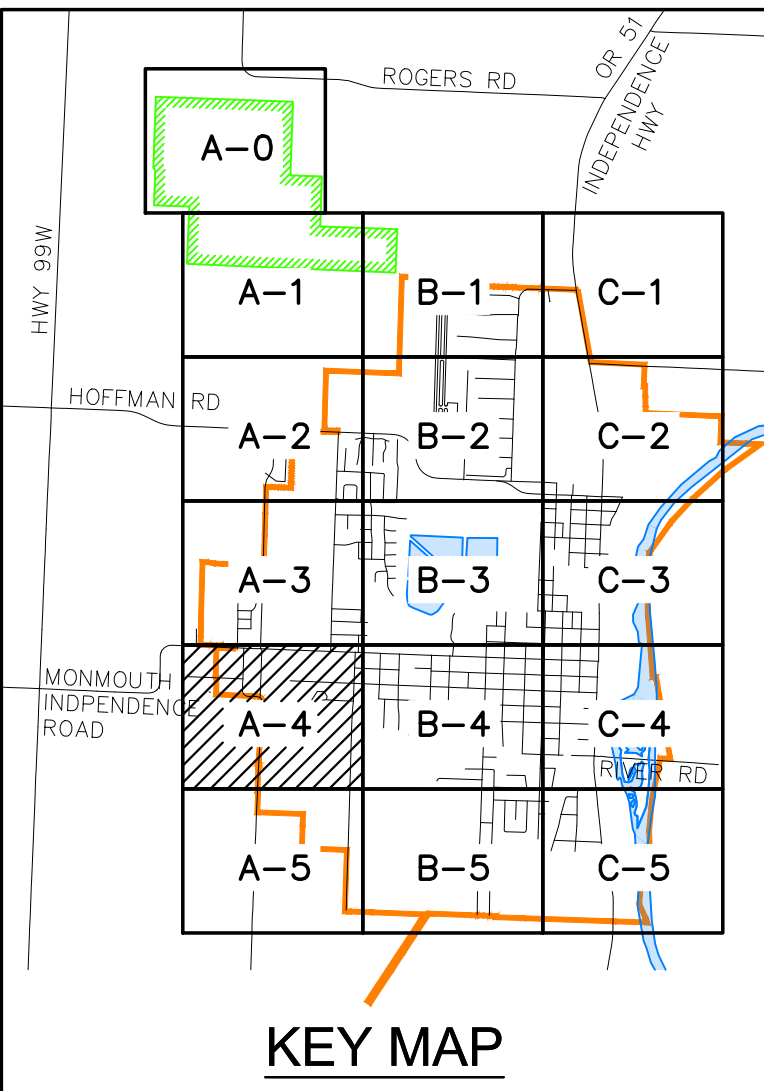 OR 51
INDEPENDENCE
HWY
ROGERS RD
A-0
HWY 99W
A-1
B-1
C-1
HOFFMAN RD
A-2
B-2
C-2
A-3
B-3
C-3
MONMOUTH
INDPENDENCE
ROAD
A-4
B-4
C-4
RIVER RD
A-5
B-5
C-5
KEY MAP